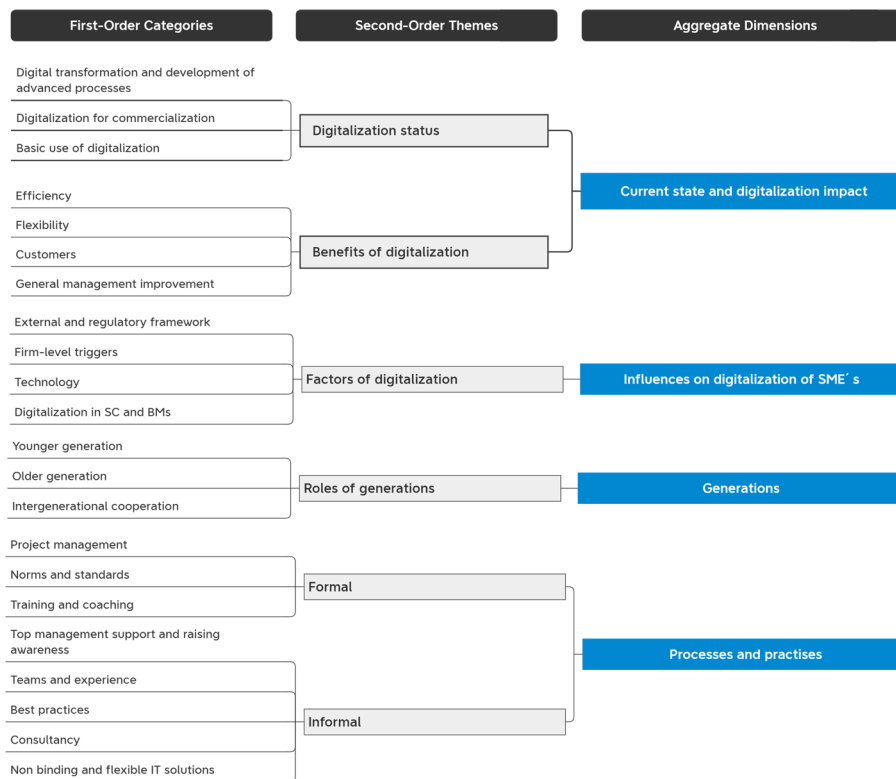 First-Order Categories
Second-Order Themes
Aggregate Dimensions
Digital transformation and development of
advanced processes
Digitalization for commercialization
Basic use of digitalization
Digitalization status
Efficiency
Flexibility
Customers
General management improvement
Benefits of digitalization
Current state and digitalization impact
External and regulatory framework
Firm-level triggers
Technology
Digitalization in SC and BMs
Factors of digitalization
Influences on digitalization of SME´ s
Younger generation
Older generation
Intergenerational cooperation
Roles of generations
Generations
Project management
Norms and standards
Training and coaching
Formal
Top management support and raising
awareness
Teams and experience
Best practices
Consultancy
Non binding and flexible IT solutions
Informal
Processes and practises